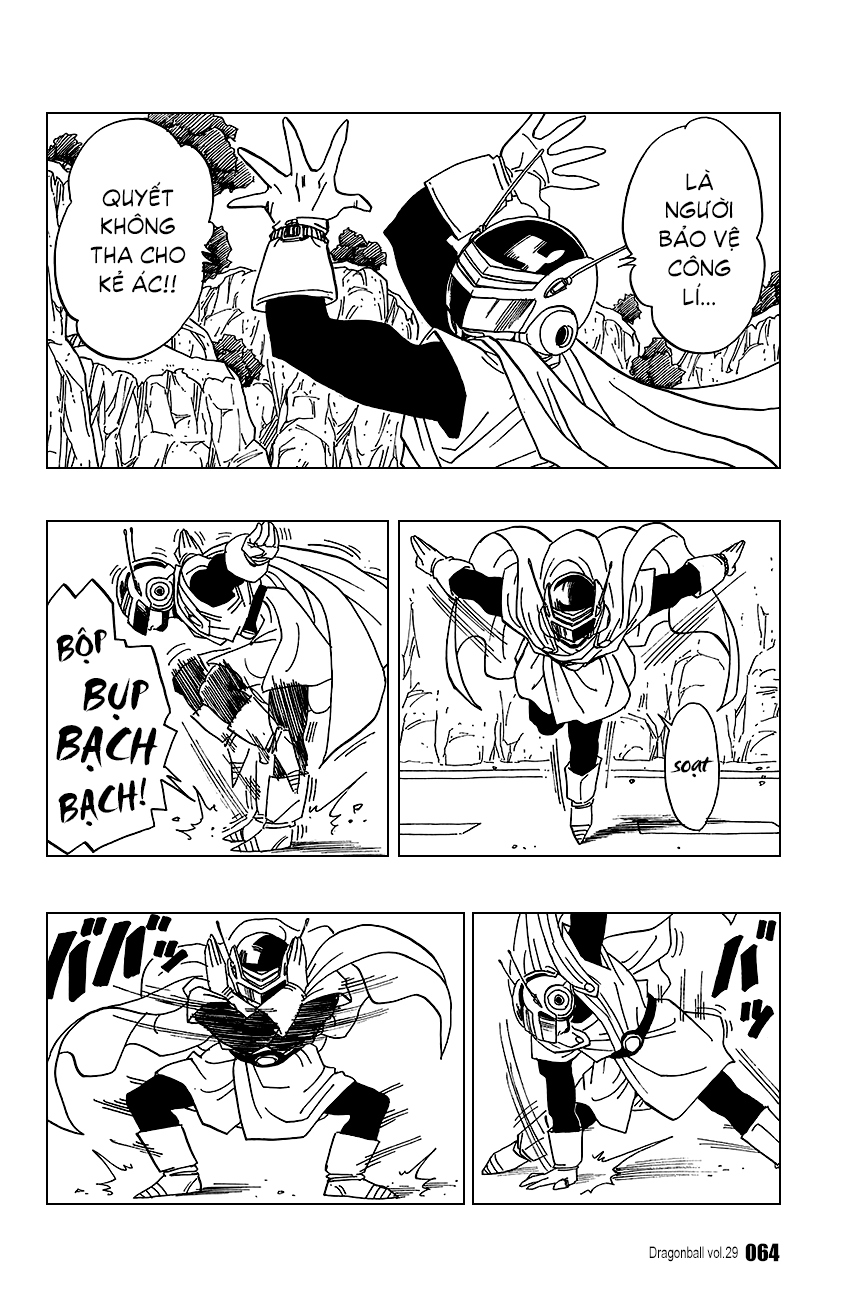 LÀ
NGƯỜI
BẢO VỆ
CÔNG
LÍ...
QUYẾT
KHÔNG
THA CHO
KẺ ÁC!!
soạt
BỘP
BỤP
BẠCH
BẠCH!
バッ
バババッ
Dragonball vol.29 064